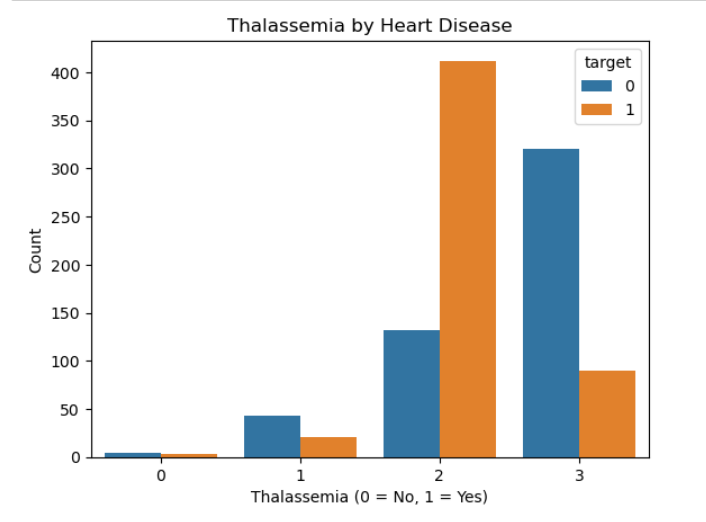 Thalassemia by Heart Disease
target
0
1
400
350
300
250
200
150
100
50
0
Count
0 1 2 3
Thalassemia (0 = No, 1 = Yes)